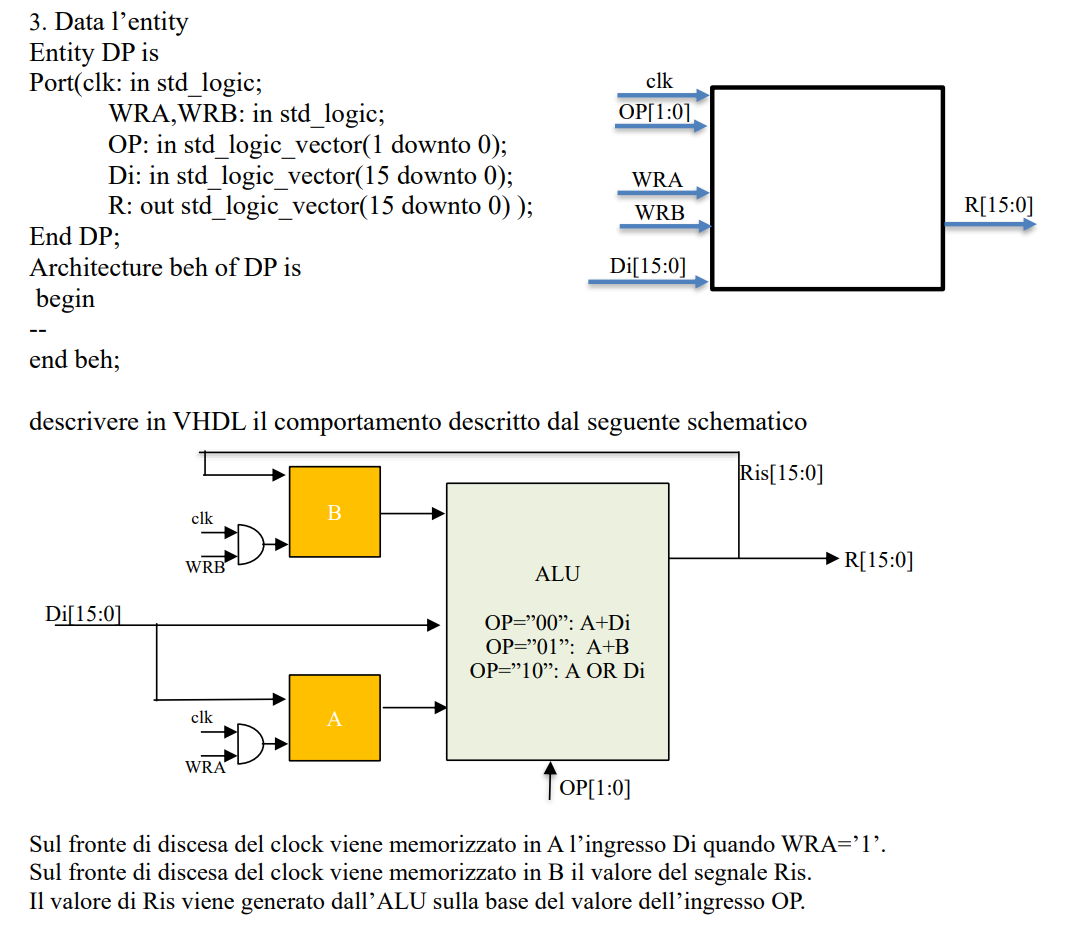 3. Data l’entity
Entity DP is
Port(clk: in std_logic;
WRA,WRB: in std_logic;
OP: in std_logic_vector(1 downto 0);
Di: in std_logic_vector(15 downto 0);
R: out std_logic_vector(15 downto 0) );
End DP;
Architecture beh of DP is
begin
--
end beh;
clk
OP[1:0]
WRA
WRB
Di[15:0]
R[15:0]
descrivere in VHDL il comportamento descritto dal seguente schematico
Ris[15:0]
B
clk
WRB
R[15:0]
ALU
Di[15:0]
OP=”00”: A+Di
OP=”01”: A+B
OP=”10”: A OR Di
clk
A
WRA
OP[1:0]
Sul fronte di discesa del clock viene memorizzato in A l’ingresso Di quando WRA=’1’.
Sul fronte di discesa del clock viene memorizzato in B il valore del segnale Ris.
Il valore di Ris viene generato dall’ALU sulla base del valore dell’ingresso OP.